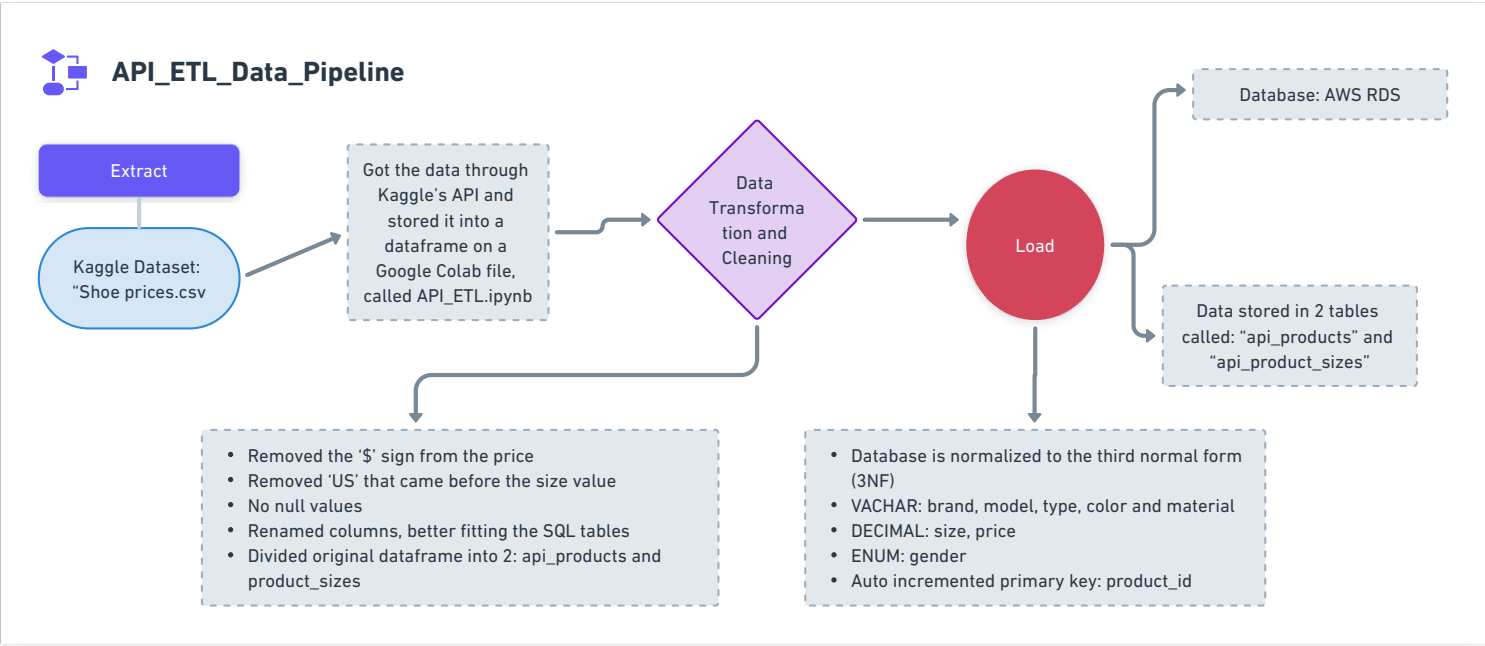 API_ETL_Data_Pipeline
Extract
Kaggle Dataset:
“Shoe prices.csv
Got the data through
Kaggle’s API and
stored it into a
dataframe on a
Google Colab file,
called API_ETL.ipynb
Data
Transforma
tion and
Cleaning
Load
Database: AWS RDS
Data stored in 2 tables
called: “api_products” and
“api_product_sizes”
• Removed the ‘$’ sign from the price
• Removed ‘US’ that came before the size value
• No null values
• Renamed columns, better fitting the SQL tables
• Divided original dataframe into 2: api_products and
product_sizes
• Database is normalized to the third normal form
(3NF)
• VACHAR: brand, model, type, color and material
• DECIMAL: size, price
• ENUM: gender
• Auto incremented primary key: product_id